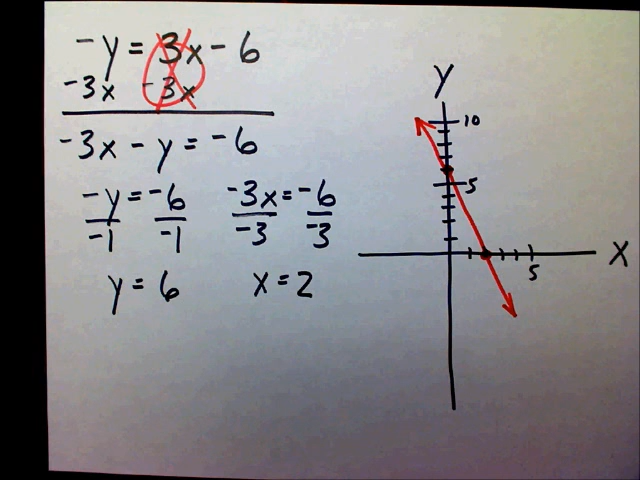 -y = 3x - 6
-3x -3x
-3x - y = -6
-y = -6
-1 -1
-3x = -6
-3 -3
y = 6
x = 2
Y
10
5
5
X